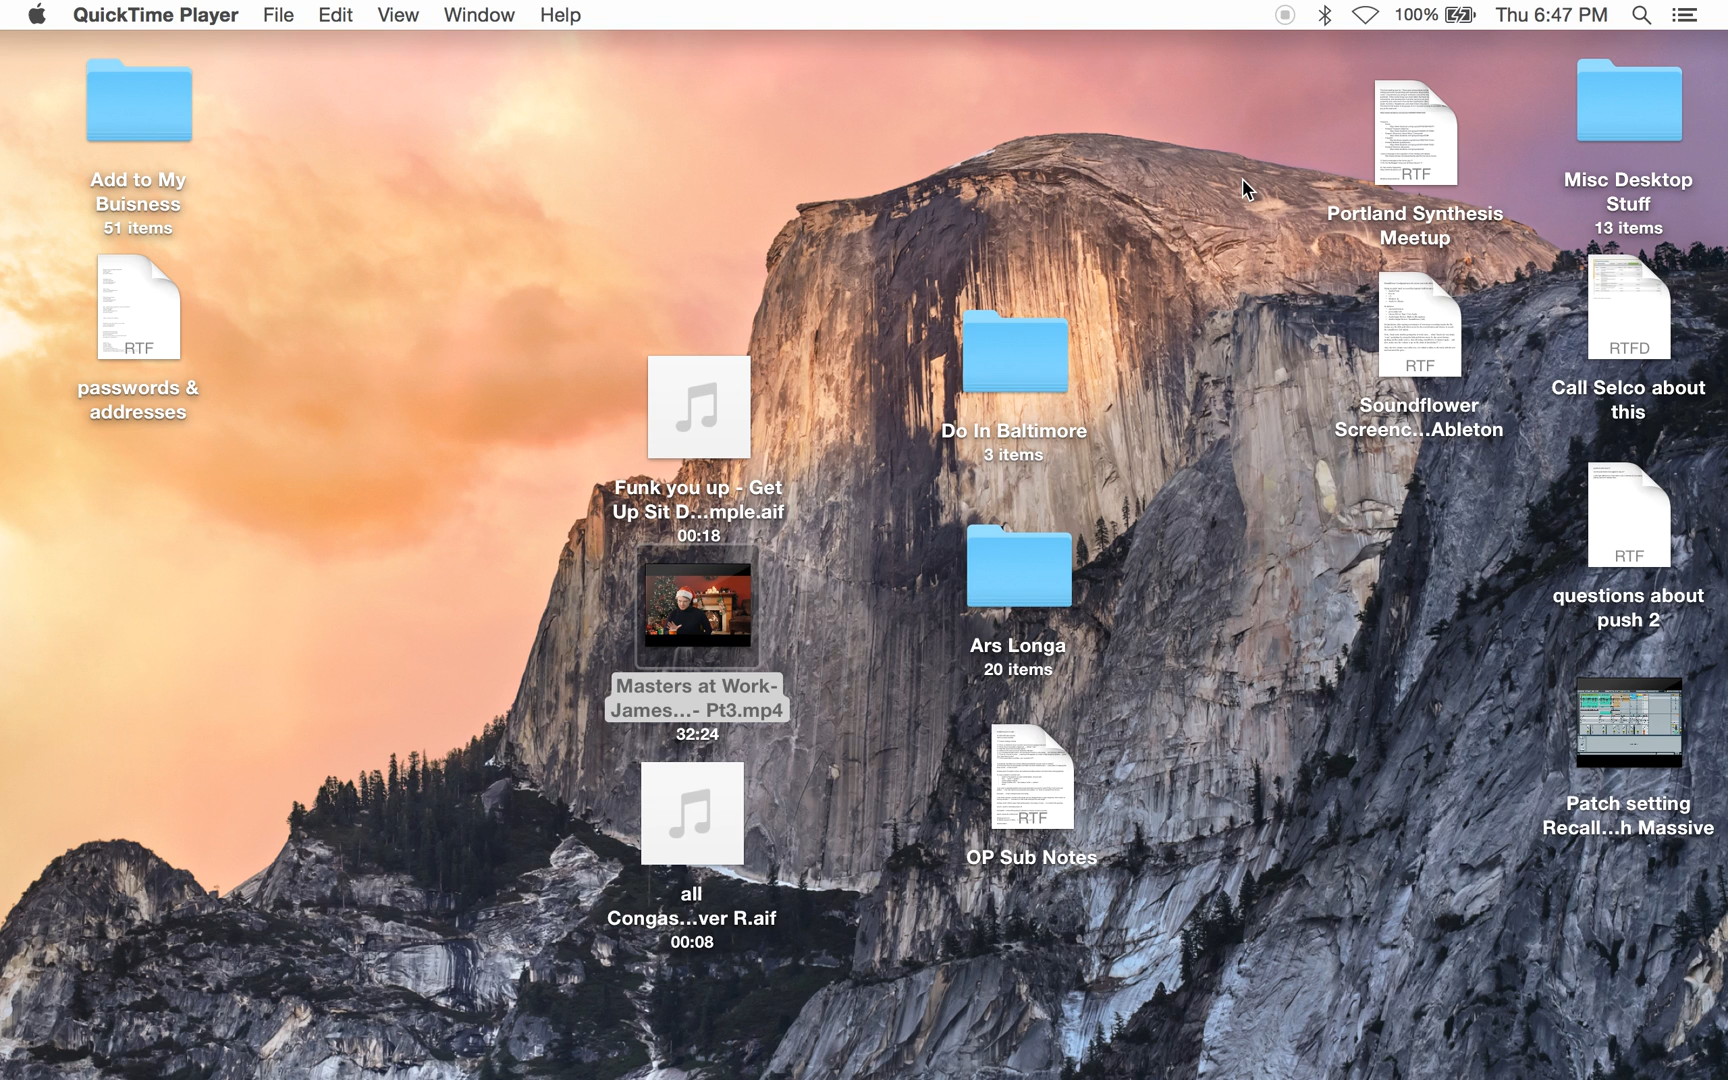 QuickTime Player File Edit View Window Help 100% Thu 6:47 PM
Add to My
Buisness
51 items
RTF
passwords &
addresses
Funk you up - Get
Up Sit D...mple.aif
00:18
Masters at Work-
James...- Pt3.mp4
32:24
all
Congas...ver R.aif
00:08
Do In Baltimore
3 items
Ars Longa
20 items
RTF
OP Sub Notes
RTF
Portland Synthesis
Meetup
RTF
Soundflower
Screenc...Ableton
Misc Desktop
Stuff
13 items
RTFD
Call Selco about
this
RTF
questions about
push 2
Patch setting
Recall...h Massive